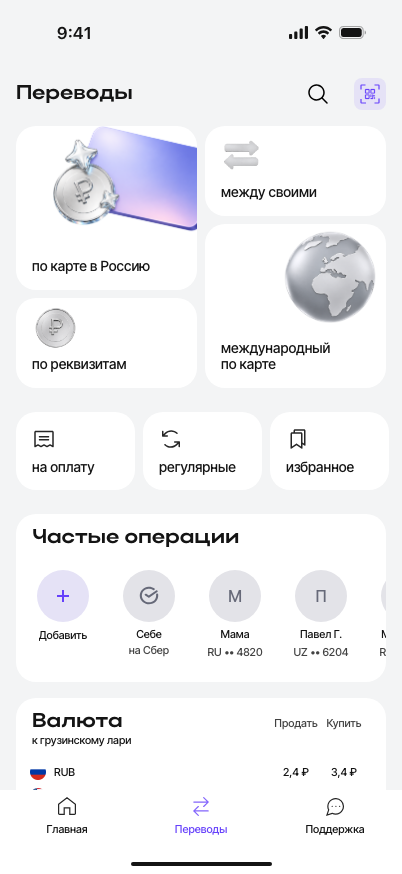 9:41
Переводы
по карте в Россию
между своими
по реквизитам
международный
по карте
на оплату
регулярные
избранное
Частые операции
Добавить
Себе
на Сбер
М
Мама
RU •• 4820
П
Павел Г.
UZ •• 6204
Валюта
к грузинскому лари
Продать Купить
RUB 2,4 ₽ 3,4 ₽
Главная
Переводы
Поддержка